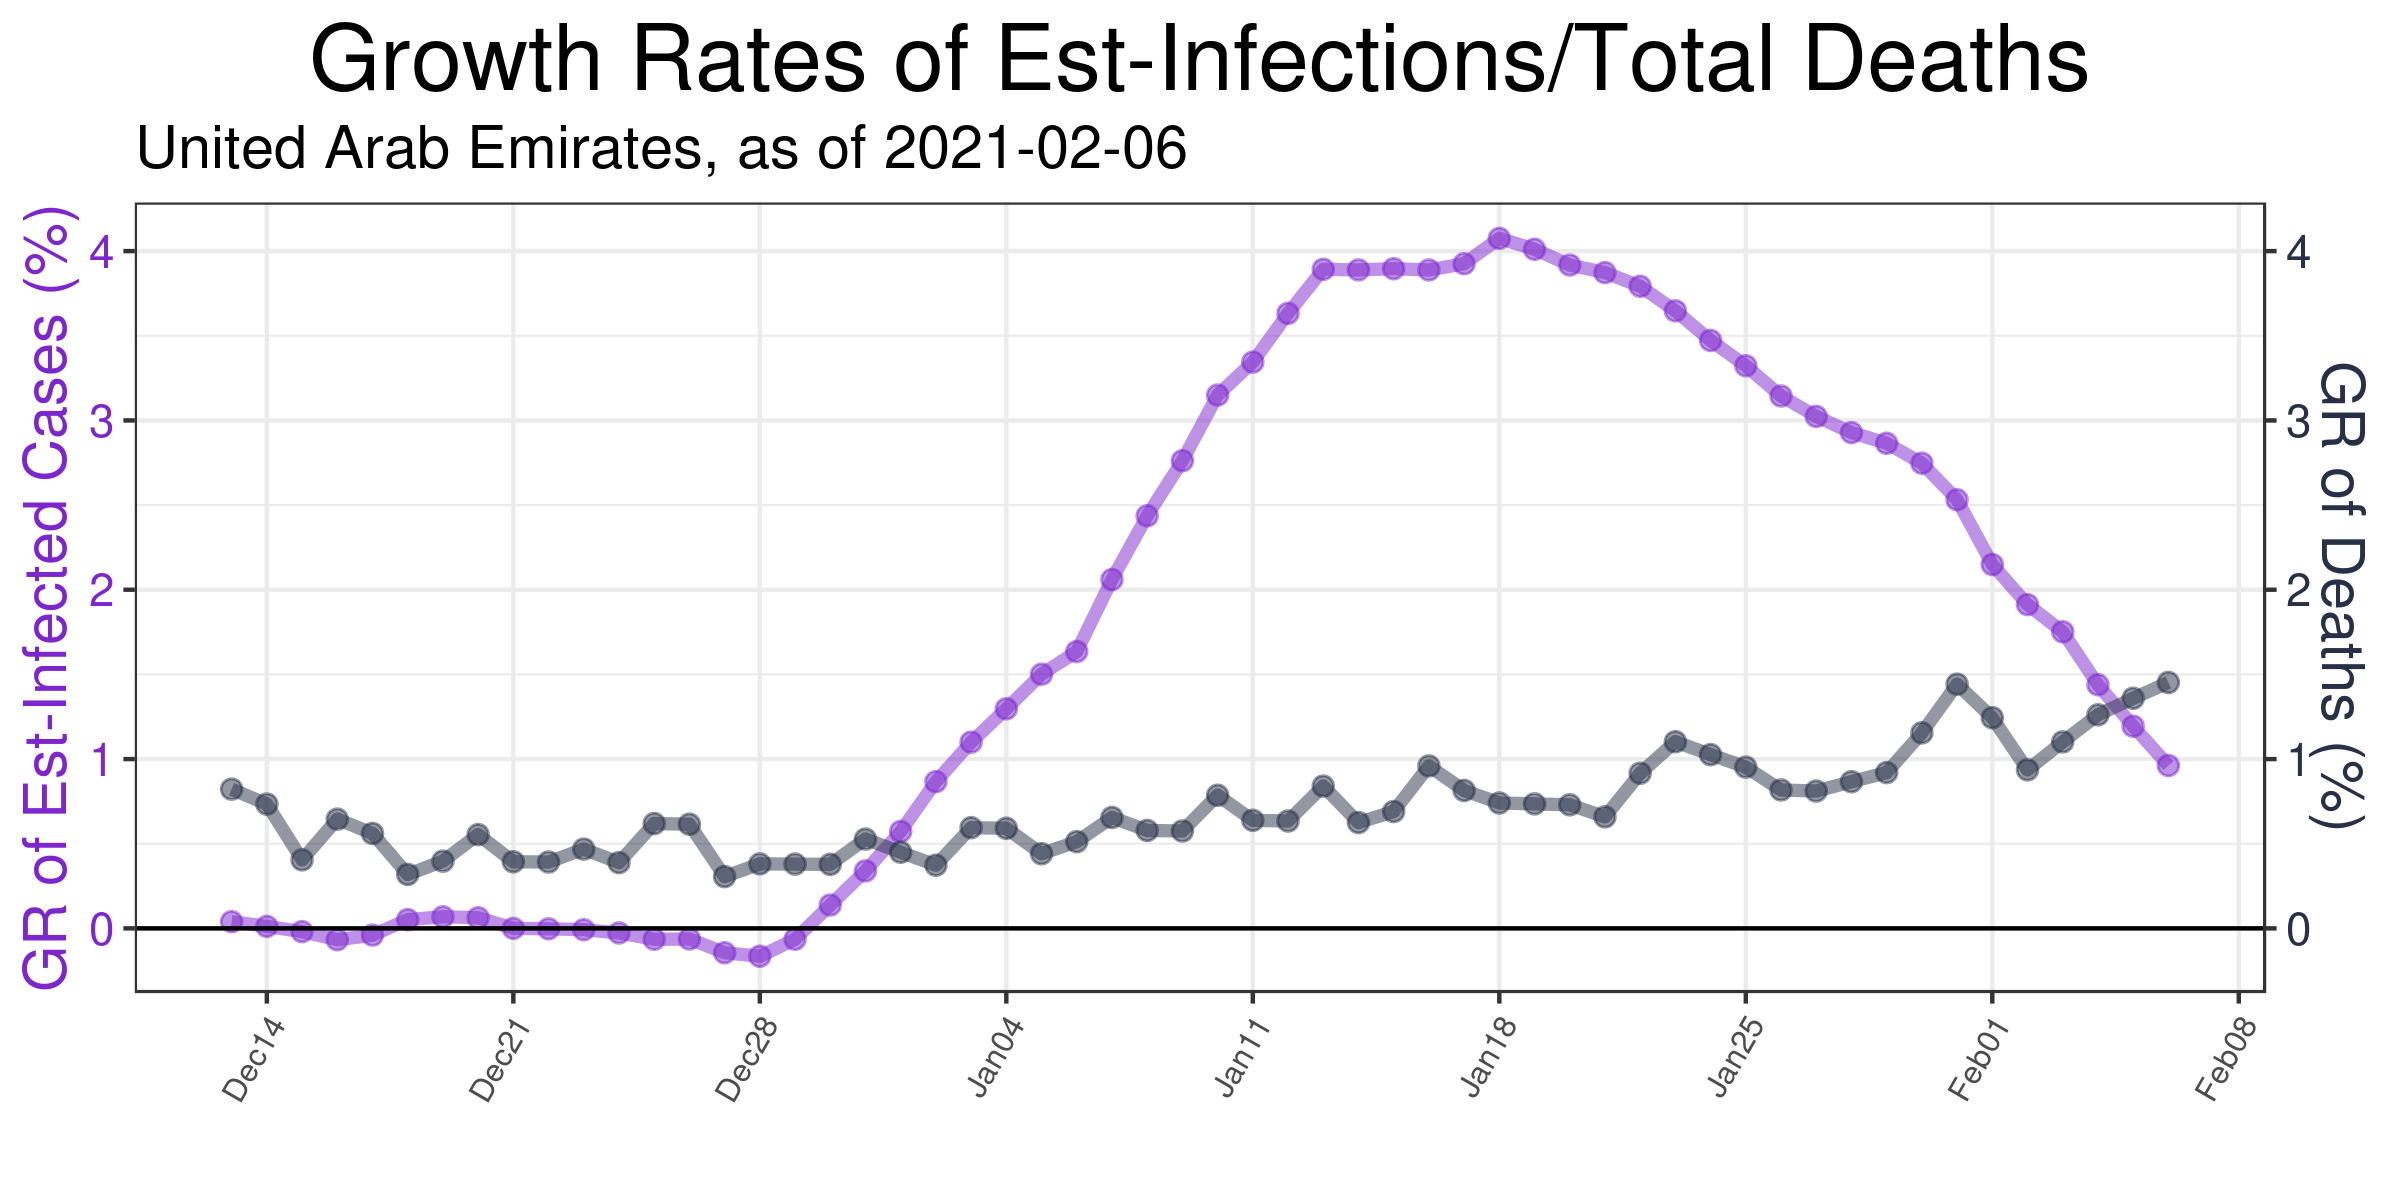 Growth Rates of Est-Infections/Total Deaths
United Arab Emirates, as of 2021-02-06
GR of Est-Infected Cases (%)
4
3
2
1
0
4
3
2
1
0
GR of Deaths (%)
Dec14
Dec21
Dec28
Jan04
Jan11
Jan18
Jan25
Feb01
Feb08